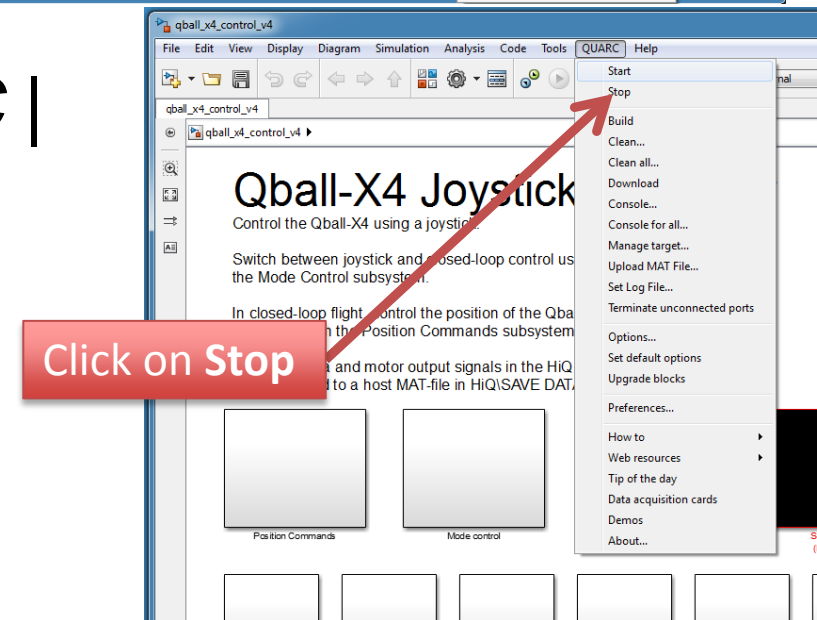 qball_x4_control_v4
File Edit View Display Diagram Simulation Analysis Code Tools QUARC Help
Start
nal
Stop
qball_x4_control_v4
Build
qball_x4_control_v4
Clean...
Clean all...
Download
Console...
Console for all...
Manage target...
Upload MAT File...
Set Log File...
Terminate unconnected ports
Options...
Set default options
Upgrade blocks
Preferences...
How to
Web resources
Tip of the day
Data acquisition cards
Demos
About...
Qball-X4 Joystick
Control the Qball-X4 using a joystick.
Switch between joystick and closed-loop control us
the Mode Control subsystem.
In closed-loop flight, control the position of the Qba
n the Position Commands subsystem
Click on Stop
a and motor output signals in the HiQ
to a host MAT-file in HiQ\SAVE DAT
Position Commands
Mode control